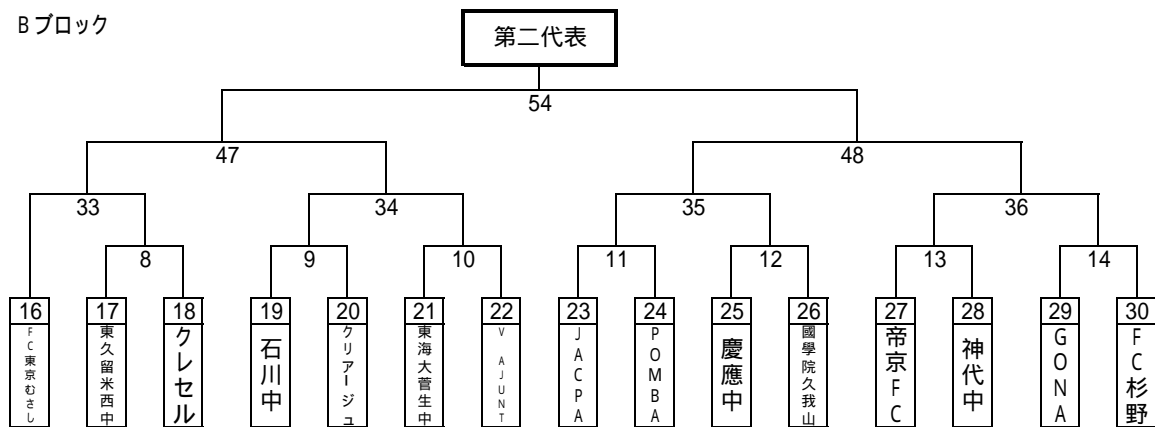 Bブロック
第二代表
54
47 48
33 34 35 36
8 9 10 11 12 13 14
16 17 18 19 20 21 22 23 24 25 26 27 28 29 30
FC東京むさし
東久留米西中
クレセル
石川中
クリアージュ
東海大菅生中
V AJUNT
JACPA
POMBA
慶應中
國學院久我山
帝京FC
神代中
GONA
FC杉野